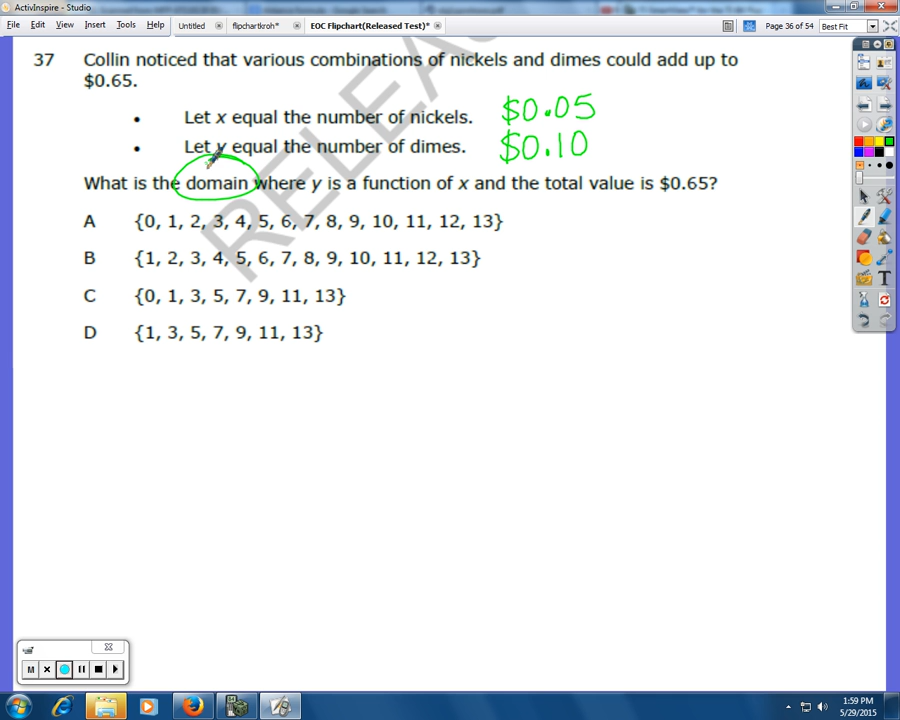 ActivInspire - Studio
File Edit View Insert Tools Help
Untitled
flipchartkroh*
EOC Flipchart(Released Test)*
Page 36 of 54
Best Fit
37 Collin noticed that various combinations of nickels and dimes could add up to
$0.65.
• Let x equal the number of nickels. $0.05
• Let y equal the number of dimes. $0.10
What is the domain where y is a function of x and the total value is $0.65?
A {0, 1, 2, 3, 4, 5, 6, 7, 8, 9, 10, 11, 12, 13}
B {1, 2, 3, 4, 5, 6, 7, 8, 9, 10, 11, 12, 13}
C {0, 1, 3, 5, 7, 9, 11, 13}
D {1, 3, 5, 7, 9, 11, 13}
RELEAS
T
M
1:59 PM
5/29/2015